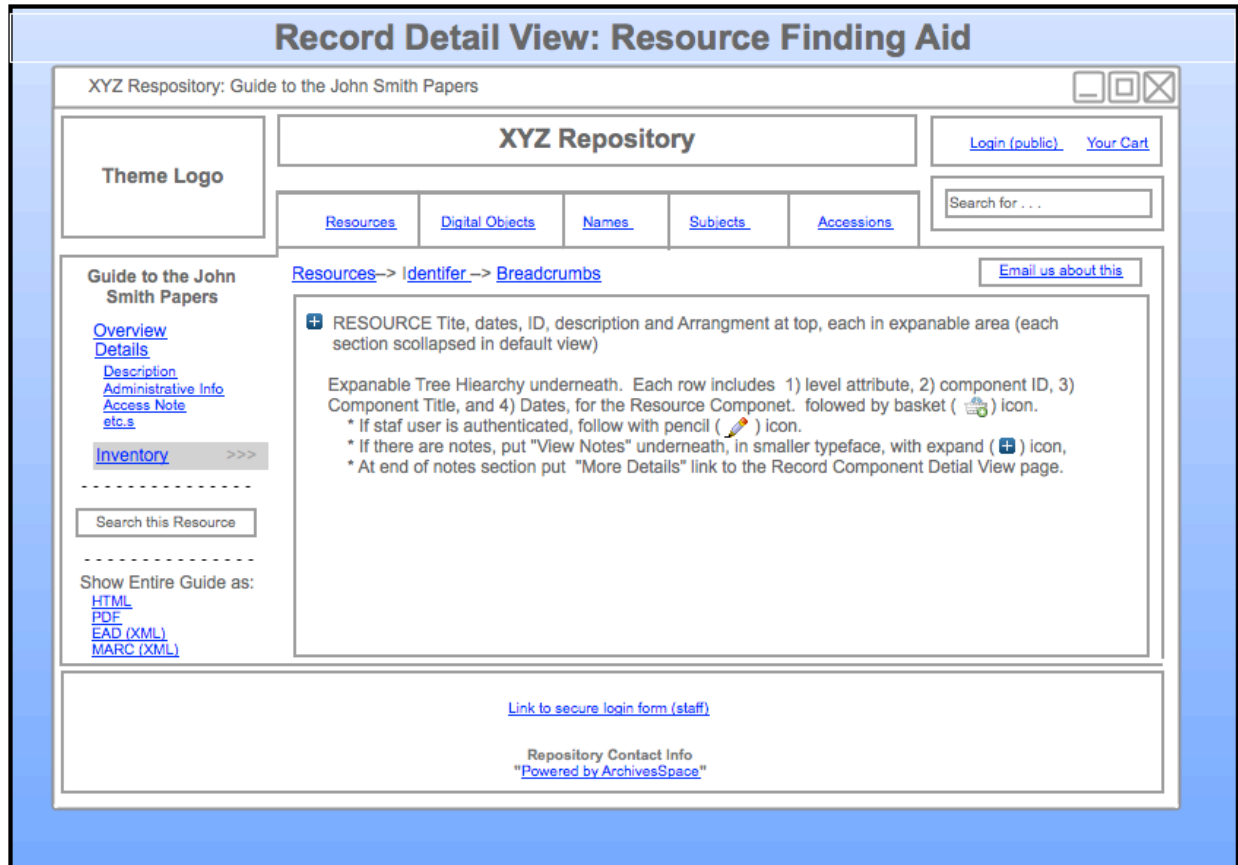 Record Detail View: Resource Finding Aid
XYZ Respository: Guide to the John Smith Papers
Theme Logo
XYZ Repository
Login (public)
Your Cart
Search for . . .
Resources
Digital Objects
Names
Subjects
Accessions
Guide to the John
Smith Papers
Overview
Details
Description
Administrative Info
Access Note
etc.s
Inventory >>>
- - - - - - - - - - - - - - -
Search this Resource
- - - - - - - - - - - - - - -
Show Entire Guide as:
HTML
PDF
EAD (XML)
MARC (XML)
Resources–> Identifer –> Breadcrumbs
Email us about this
RESOURCE Tite, dates, ID, description and Arrangment at top, each in expanable area (each
section scollapsed in default view)
Expanable Tree Hiearchy underneath. Each row includes 1) level attribute, 2) component ID, 3)
Component Title, and 4) Dates, for the Resource Componet. folowed by basket ( ) icon.
* If staf user is authenticated, follow with pencil ( ) icon.
* If there are notes, put "View Notes" underneath, in smaller typeface, with expand ( ) icon,
* At end of notes section put "More Details" link to the Record Component Detial View page.
Link to secure login form (staff)
Repository Contact Info
"Powered by ArchivesSpace"